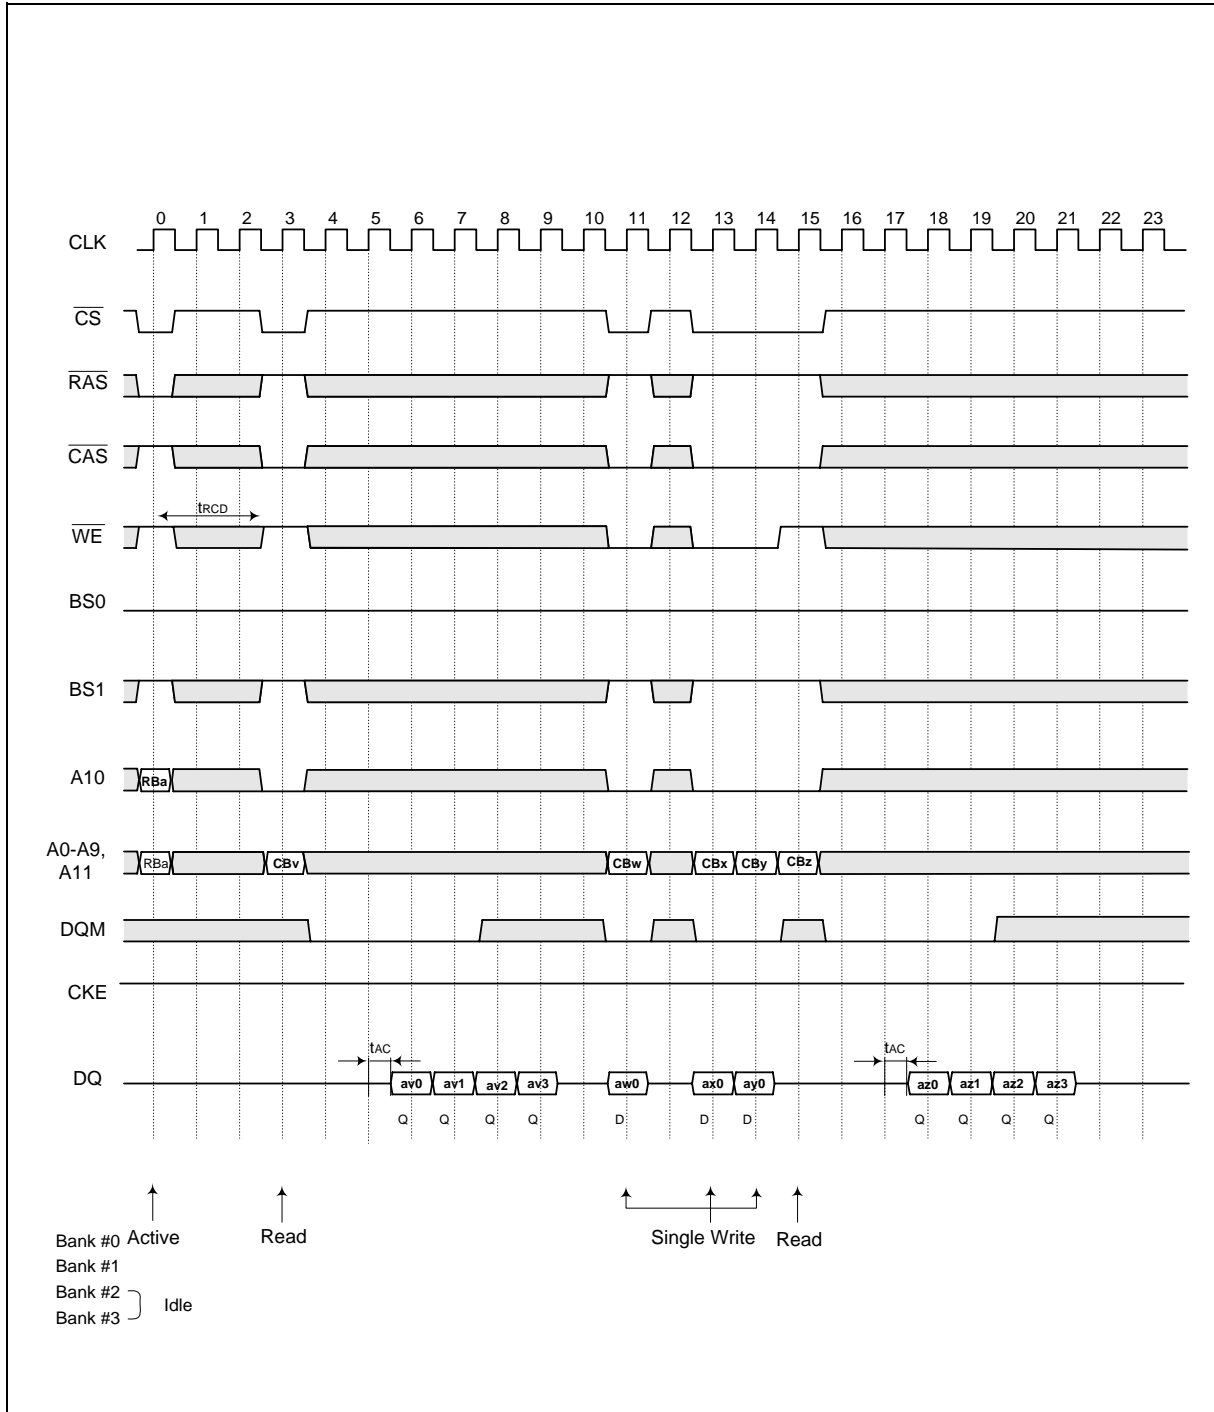 0 1 2 3 4 5 6 7 8 9 10 11 12 13 14 15 16 17 18 19 20 21 22 23
CLK
CS
RAS
CAS
tRCD
WE
BS0
BS1
A10 RBa
A0-A9,
A11
RBa CBv CBw CBx CBy CBz
DQM
CKE
tAC tAC
DQ av0 av1 av2 av3 aw0 ax0 ay0 az0 az1 az2 az3
Q Q Q Q D D D Q Q Q Q
Bank #0 Active Read Single Write Read
Bank #1
Bank #2
Idle
Bank #3